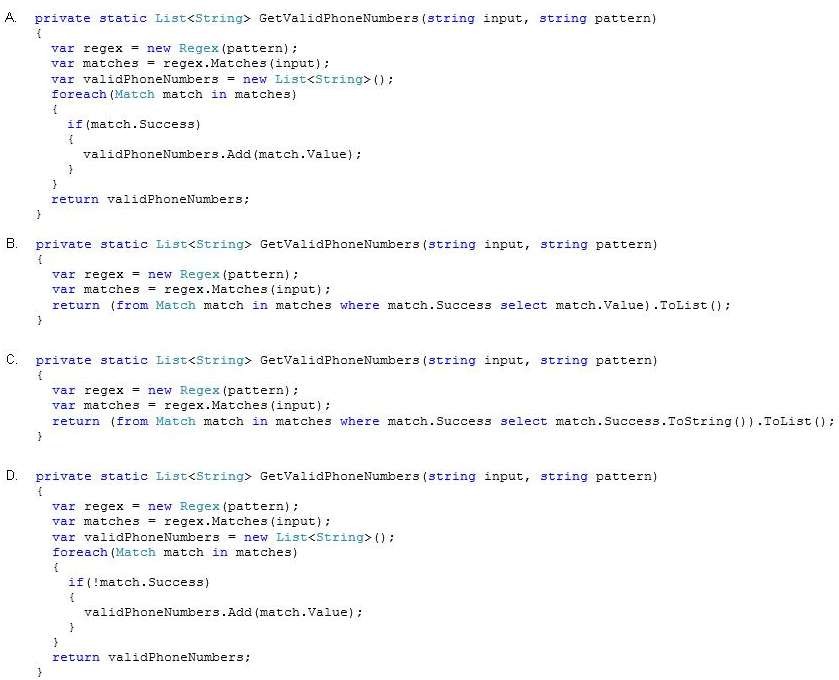 A. private static List<String> GetValidPhoneNumbers(string input, string pattern)
{
var regex = new Regex(pattern);
var matches = regex.Matches(input);
var validPhoneNumbers = new List<String>();
foreach(Match match in matches)
{
if(match.Success)
{
validPhoneNumbers.Add(match.Value);
}
}
return validPhoneNumbers;
}
B. private static List<String> GetValidPhoneNumbers(string input, string pattern)
{
var regex = new Regex(pattern);
var matches = regex.Matches(input);
return (from Match match in matches where match.Success select match.Value).ToList();
}
C. private static List<String> GetValidPhoneNumbers(string input, string pattern)
{
var regex = new Regex(pattern);
var matches = regex.Matches(input);
return (from Match match in matches where match.Success select match.Success.ToString()).ToList();
}
D. private static List<String> GetValidPhoneNumbers(string input, string pattern)
{
var regex = new Regex(pattern);
var matches = regex.Matches(input);
var validPhoneNumbers = new List<String>();
foreach(Match match in matches)
{
if(!match.Success)
{
validPhoneNumbers.Add(match.Value);
}
}
return validPhoneNumbers;
}